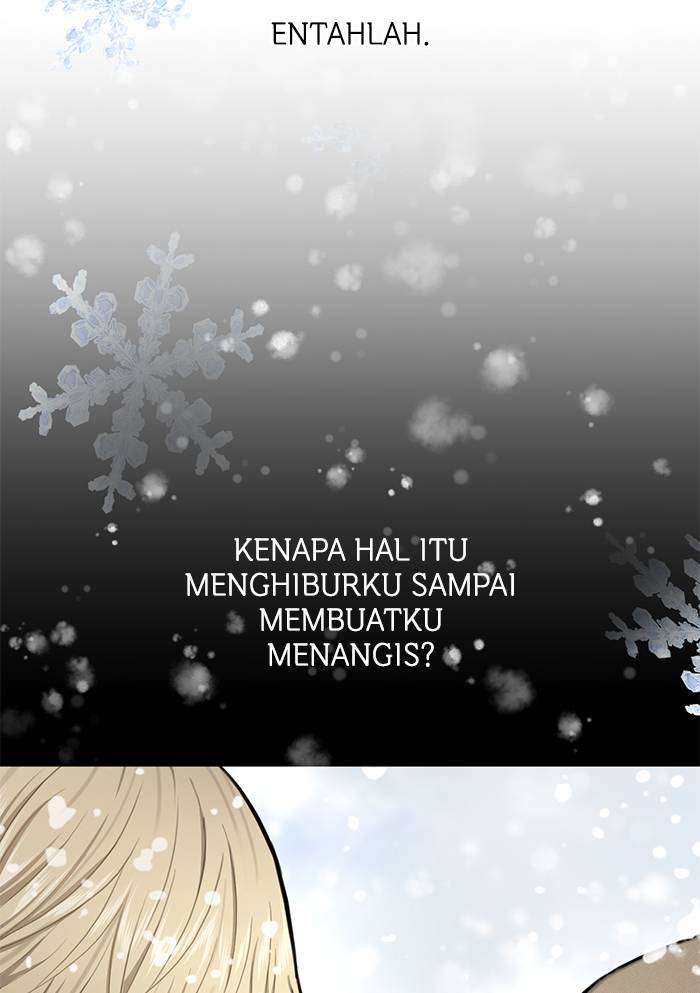 ENTAHLAH.
KENAPA HAL ITU
MENGHIBURKU SAMPAI
MEMBUATKU
MENANGIS?